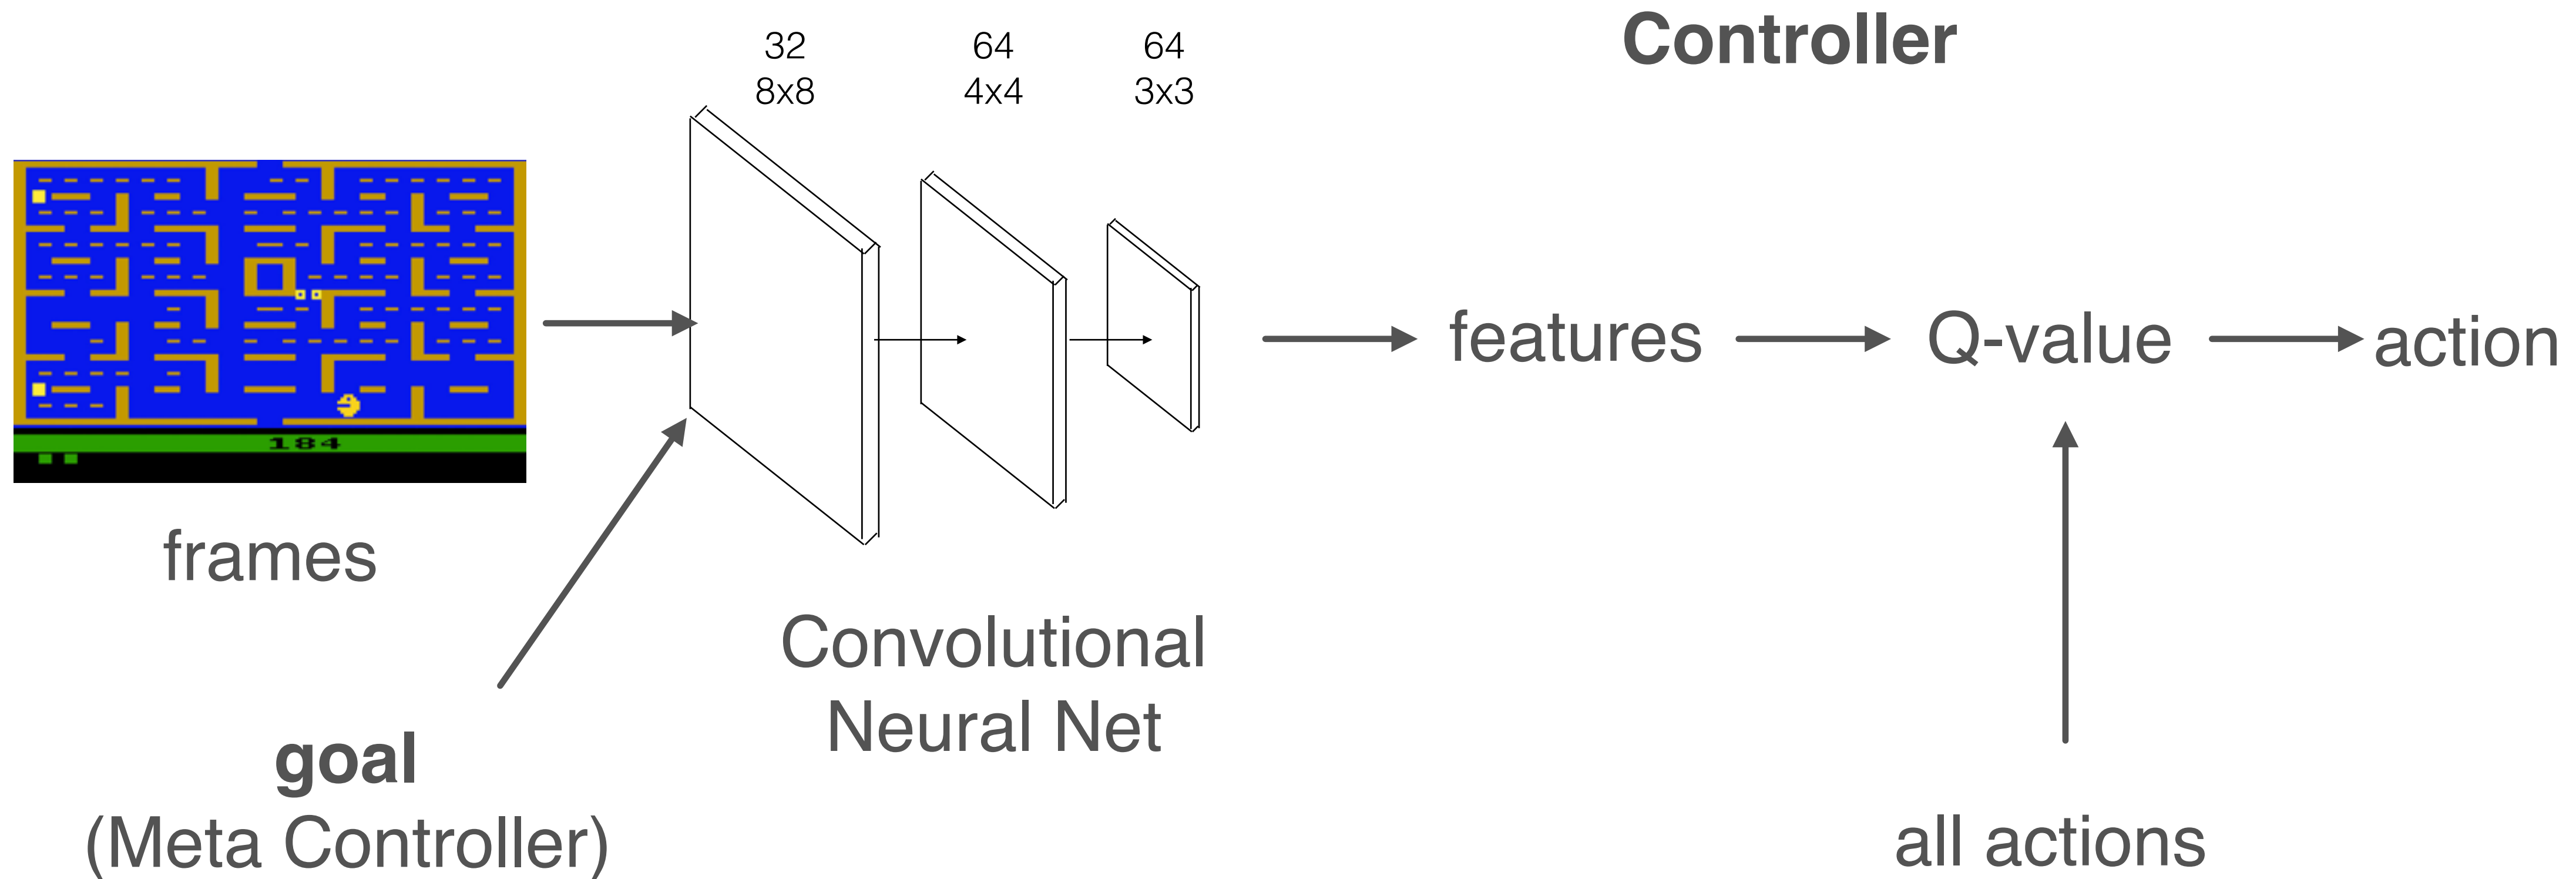 Controller
32
8x8
64
4x4
64
3x3
184
frames
goal
(Meta Controller)
Convolutional
Neural Net
features
Q-value
action
all actions